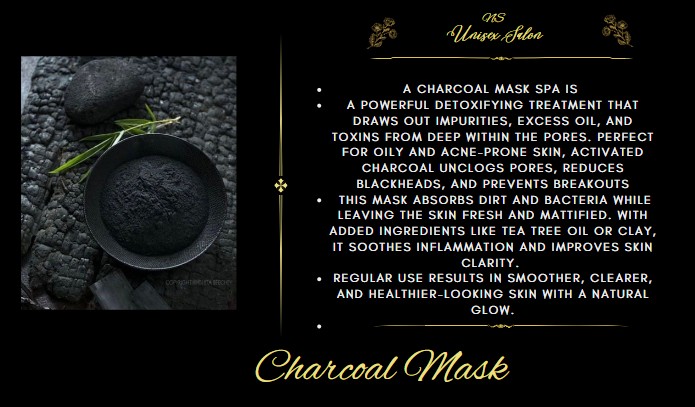 NS
Unisex Salon
• A CHARCOAL MASK SPA IS
• A POWERFUL DETOXIFYING TREATMENT THAT
DRAWS OUT IMPURITIES, EXCESS OIL, AND
TOXINS FROM DEEP WITHIN THE PORES. PERFECT
FOR OILY AND ACNE-PRONE SKIN, ACTIVATED
CHARCOAL UNCLOGS PORES, REDUCES
BLACKHEADS, AND PREVENTS BREAKOUTS
• THIS MASK ABSORBS DIRT AND BACTERIA WHILE
LEAVING THE SKIN FRESH AND MATTIFIED. WITH
ADDED INGREDIENTS LIKE TEA TREE OIL OR CLAY,
IT SOOTHES INFLAMMATION AND IMPROVES SKIN
CLARITY.
• REGULAR USE RESULTS IN SMOOTHER, CLEARER,
AND HEALTHIER-LOOKING SKIN WITH A NATURAL
GLOW.
•
Charcoal Mask